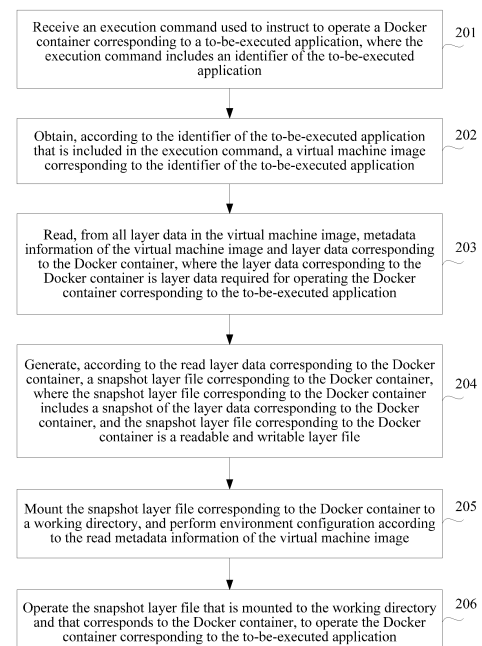 Receive an execution command used to instruct to operate a Docker
container corresponding to a to-be-executed application, where the
execution command includes an identifier of the to-be-executed
application
201
Obtain, according to the identifier of the to-be-executed application
that is included in the execution command, a virtual machine image
corresponding to the identifier of the to-be-executed application
202
Read, from all layer data in the virtual machine image, metadata
information of the virtual machine image and layer data corresponding
to the Docker container, where the layer data corresponding to the
Docker container is layer data required for operating the Docker
container corresponding to the to-be-executed application
203
Generate, according to the read layer data corresponding to the Docker
container, a snapshot layer file corresponding to the Docker container,
where the snapshot layer file corresponding to the Docker container
includes a snapshot of the layer data corresponding to the Docker
container, and the snapshot layer file corresponding to the Docker
container is a readable and writable layer file
204
Mount the snapshot layer file corresponding to the Docker container to
a working directory, and perform environment configuration according
to the read metadata information of the virtual machine image
205
Operate the snapshot layer file that is mounted to the working directory
and that corresponds to the Docker container, to operate the Docker
container corresponding to the to-be-executed application
206